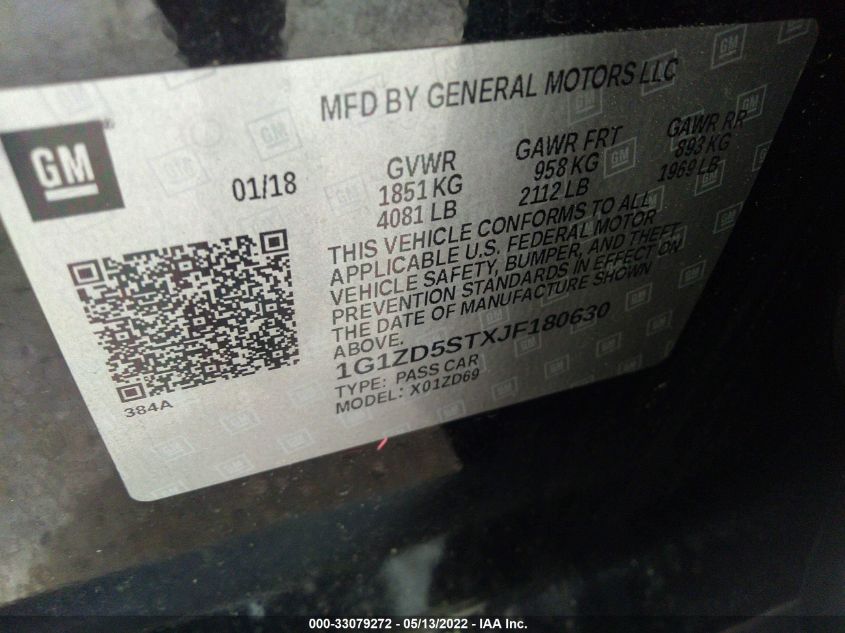 MFD BY GENERAL MOTORS LLC
GM
01/18
GVWR GAWR FRT GAWR RR
1851 KG 958 KG 893 KG
4081 LB 2112 LB 1969 LB
THIS VEHICLE CONFORMS TO ALL
APPLICABLE U.S. FEDERAL MOTOR
VEHICLE SAFETY, BUMPER, AND THEFT
PREVENTION STANDARDS IN EFFECT ON
THE DATE OF MANUFACTURE SHOWN
ABOVE.
1G1ZD5STXJF180630
TYPE: PASS CAR
MODEL: X01ZD69
384A
000-33079272 - 05/13/2022 - IAA Inc.